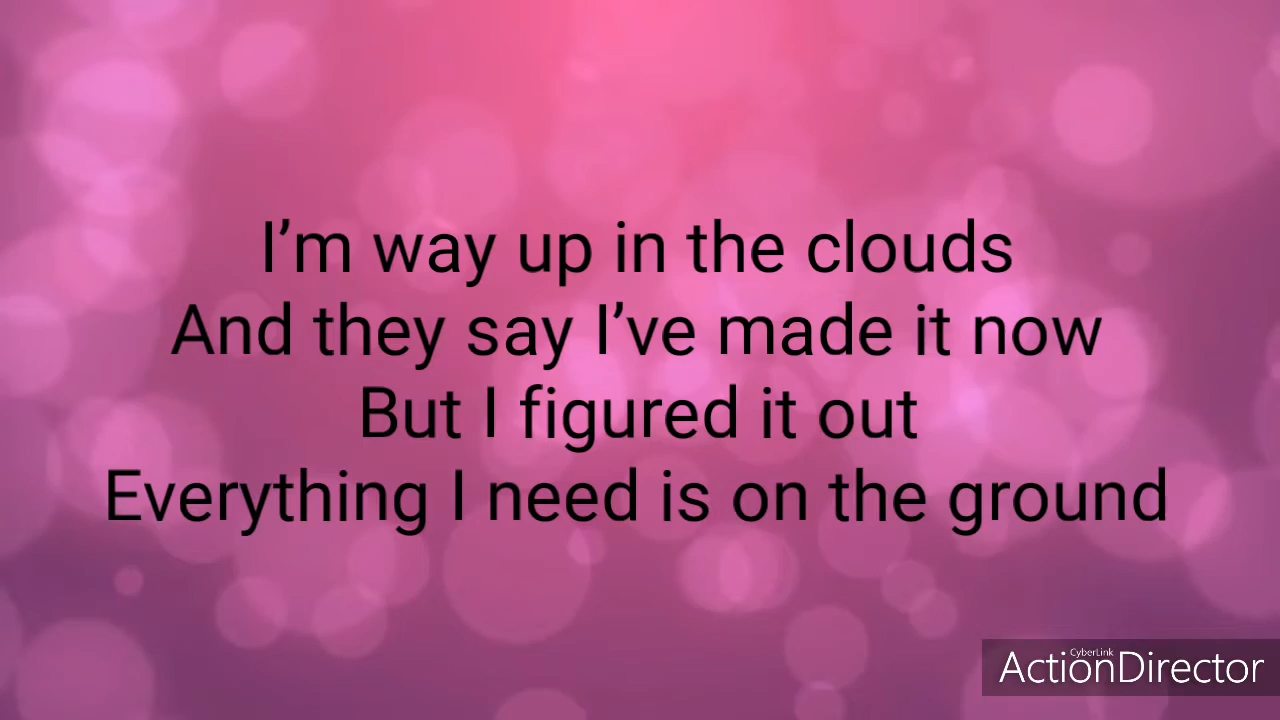 I’m way up in the clouds
And they say I’ve made it now
But I figured it out
Everything I need is on the ground
CyberLink
ActionDirector